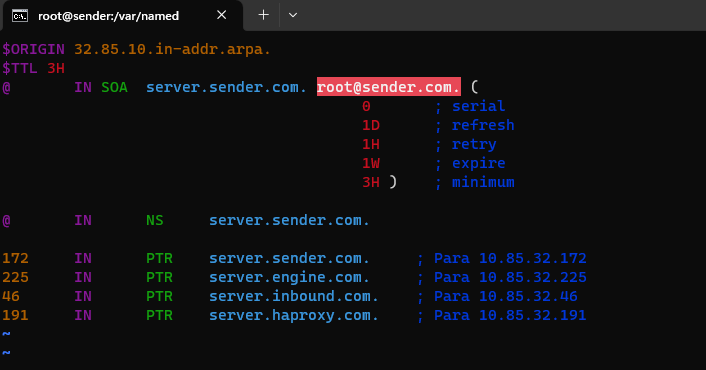 root@sender:/var/named
$ORIGIN 32.85.10.in-addr.arpa.
$TTL 3H
@ IN SOA server.sender.com. root@sender.com. (
0 ; serial
1D ; refresh
1H ; retry
1W ; expire
3H ) ; minimum
@ IN NS server.sender.com.
172 IN PTR server.sender.com. ; Para 10.85.32.172
225 IN PTR server.engine.com. ; Para 10.85.32.225
46 IN PTR server.inbound.com. ; Para 10.85.32.46
191 IN PTR server.haproxy.com. ; Para 10.85.32.191
~
~